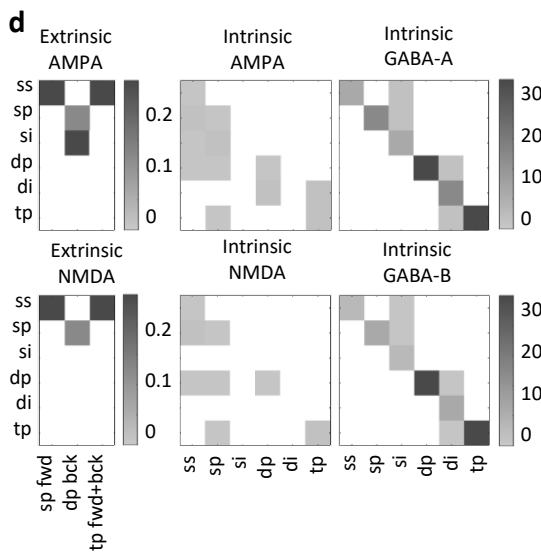 d
Extrinsic
AMPA
Intrinsic
AMPA
Intrinsic
GABA-A
ss
sp
si
dp
di
tp
0.2
0.1
0
30
20
10
0
Extrinsic
NMDA
Intrinsic
NMDA
Intrinsic
GABA-B
ss
sp
si
dp
di
tp
0.2
0.1
0
30
20
10
0
sp fwd
dp bck
tp fwd+bck
ss
sp
si
dp
di
tp
ss
sp
si
dp
di
tp